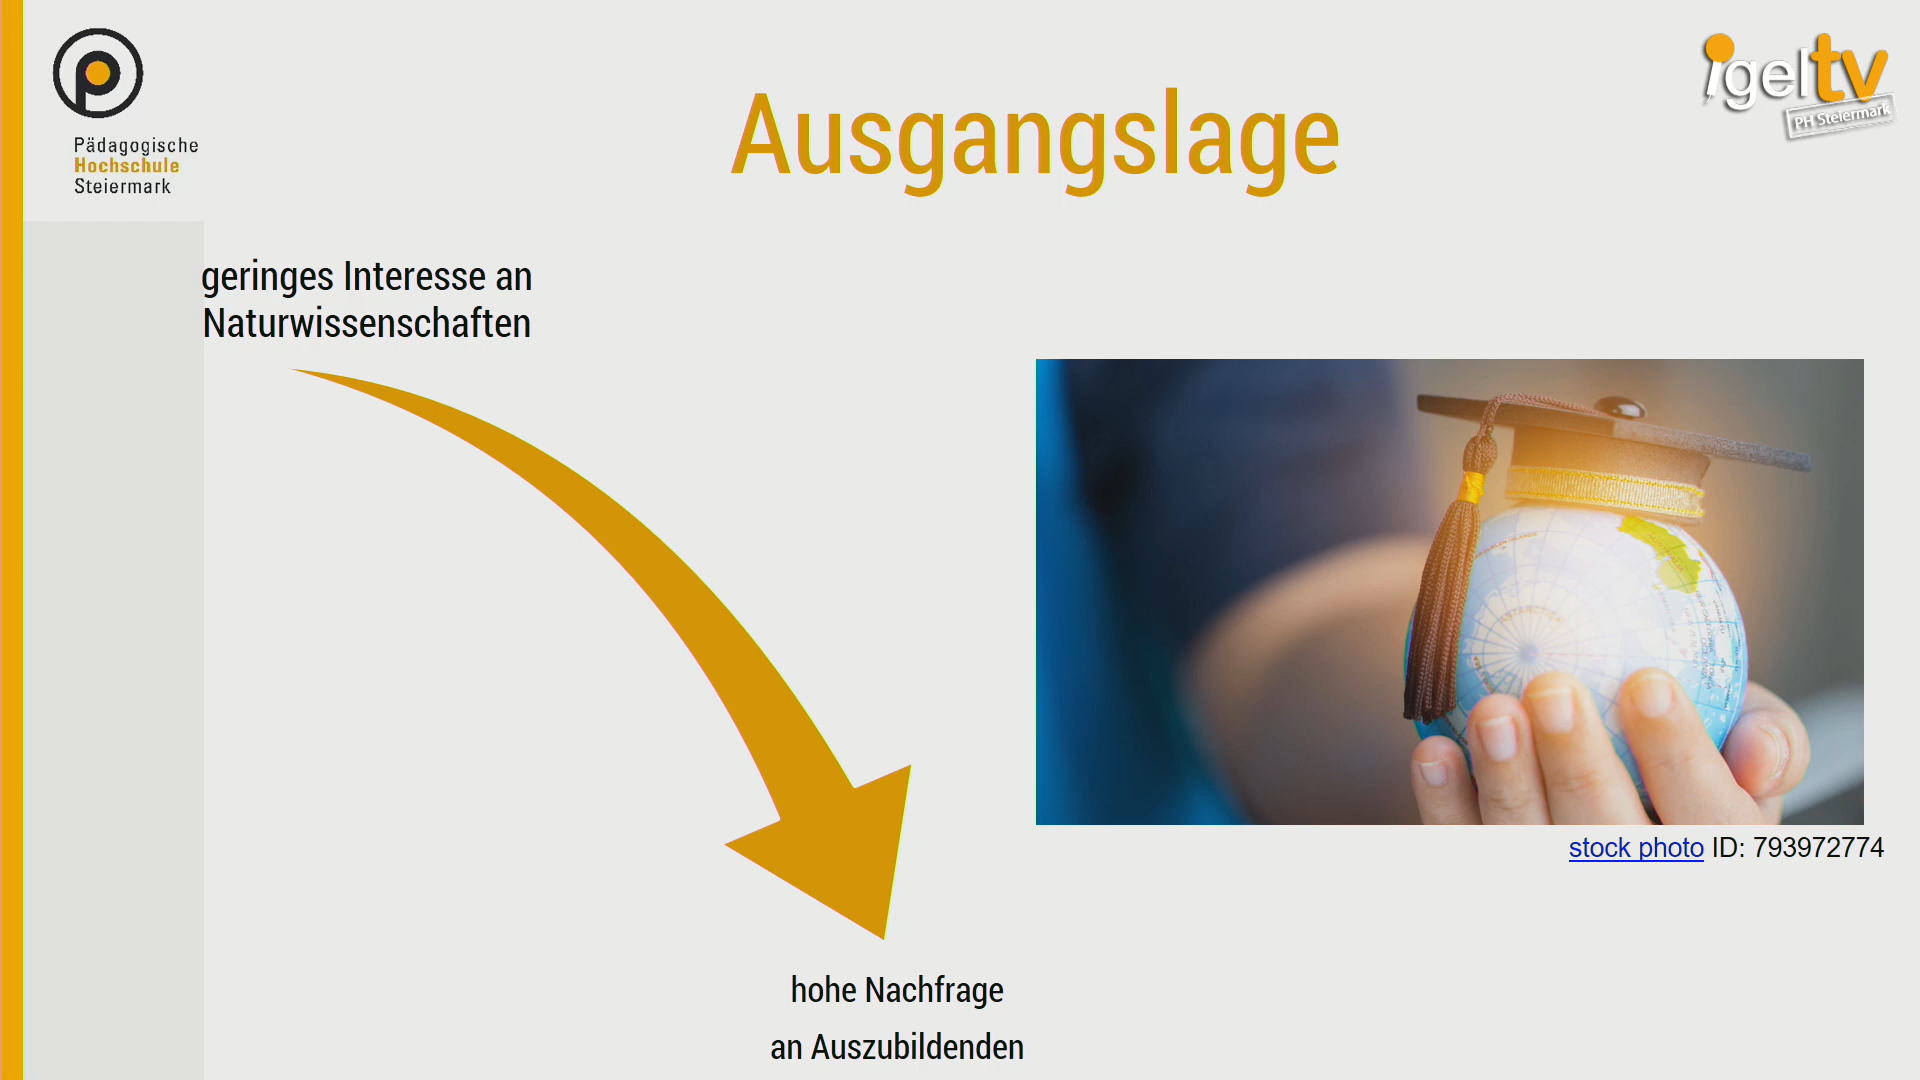 Pädagogische
Hochschule
Steiermark
igeltv
PH Steiermark
Ausgangslage
geringes Interesse an
Naturwissenschaften
stock photo ID: 793972774
hohe Nachfrage
an Auszubildenden